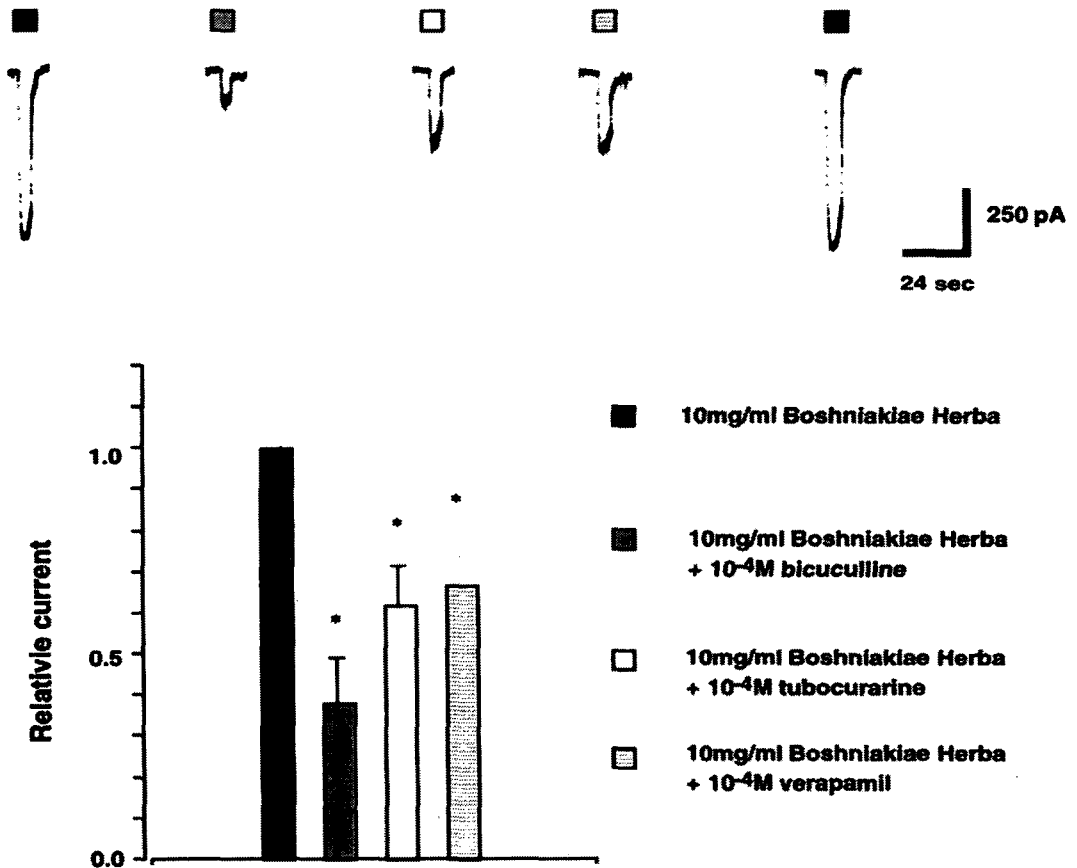 250 pA
24 sec
Relativie current
1.0
0.5
0.0
*
*
*
10mg/ml Boshniakiae Herba
10mg/ml Boshniakiae Herba
+ 10-4M bicuculline
10mg/ml Boshniakiae Herba
+ 10-4M tubocurarine
10mg/ml Boshniakiae Herba
+ 10-4M verapamil